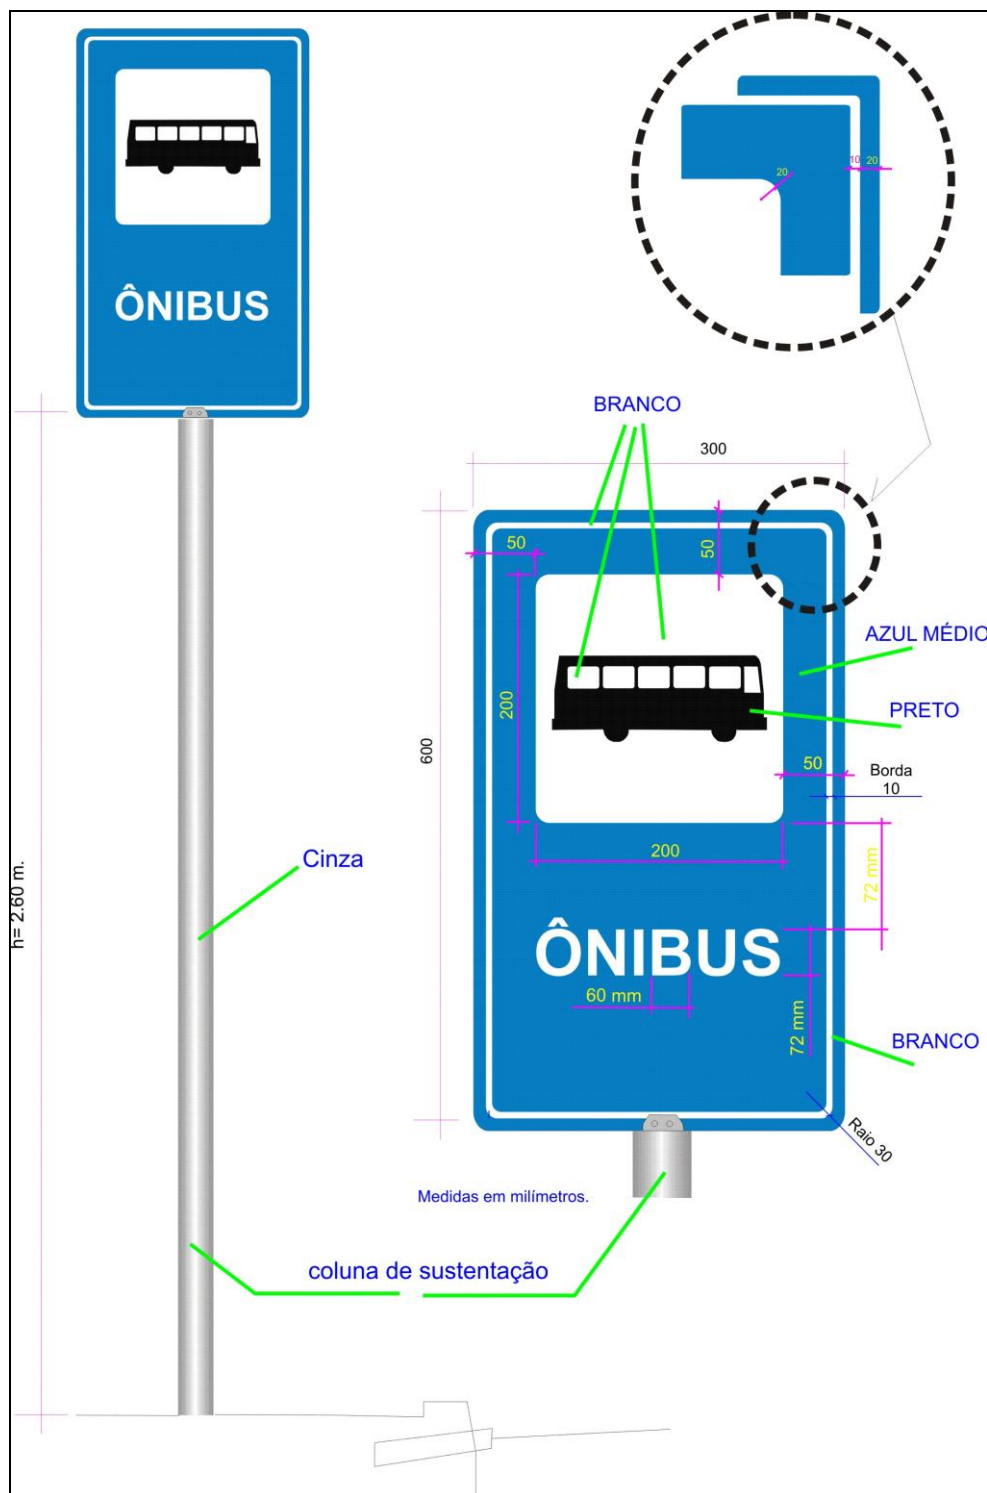 ÔNIBUS
10
20
20
BRANCO
300
50
50
AZUL MÉDIO
200
PRETO
600
50
Borda
10
200
72 mm
Cinza
h= 2.60 m.
ÔNIBUS
60 mm
72 mm
BRANCO
Raio 30
Medidas em milímetros.
coluna de sustentação